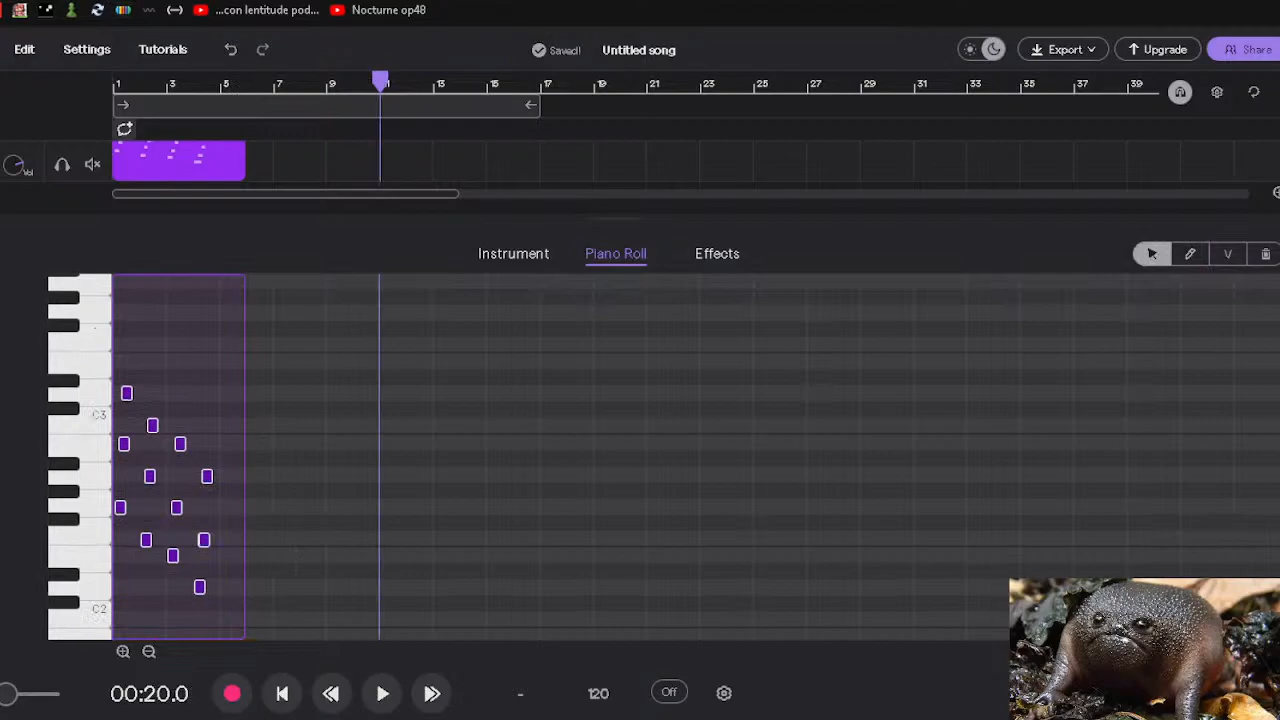 ...con lentitude pod... Nocturne op48
Edit Settings Tutorials Saved! Untitled song Export Upgrade Share
1 3 5 7 9 11 13 15 17 19 21 23 25 27 29 31 33 35 37 39
Vol
Instrument Piano Roll Effects
C3
C2
00:20.0 - 120 Off